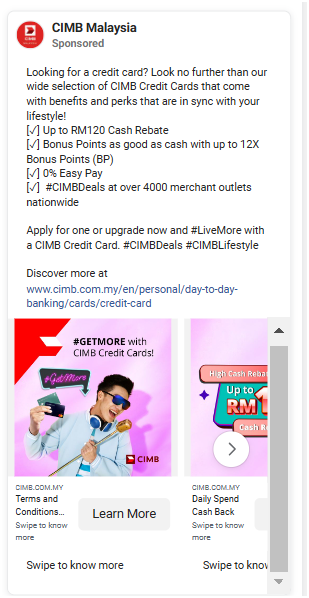 CIMB Malaysia
Sponsored
Looking for a credit card? Look no further than our
wide selection of CIMB Credit Cards that come
with benefits and perks that are in sync with your
lifestyle!
[✓] Up to RM120 Cash Rebate
[✓] Bonus Points as good as cash with up to 12X
Bonus Points (BP)
[✓] 0% Easy Pay
[✓] #CIMBDeals at over 4000 merchant outlets
nationwide
Apply for one or upgrade now and #LiveMore with
a CIMB Credit Card. #CIMBDeals #CIMBLifestyle
Discover more at
www.cimb.com.my/en/personal/day-to-day-
banking/cards/credit-card
#GETMORE with
CIMB Credit Cards!
#GetMore
CIMB
High Cash Rebat
Up to
RM1
Cash R
CIMB.COM.MY
Terms and
Conditions...
Swipe to know
more
Learn More
CIMB.COM.MY
Daily Spend
Cash Back
Swipe to know
more
Swipe to know more
Swipe to kno